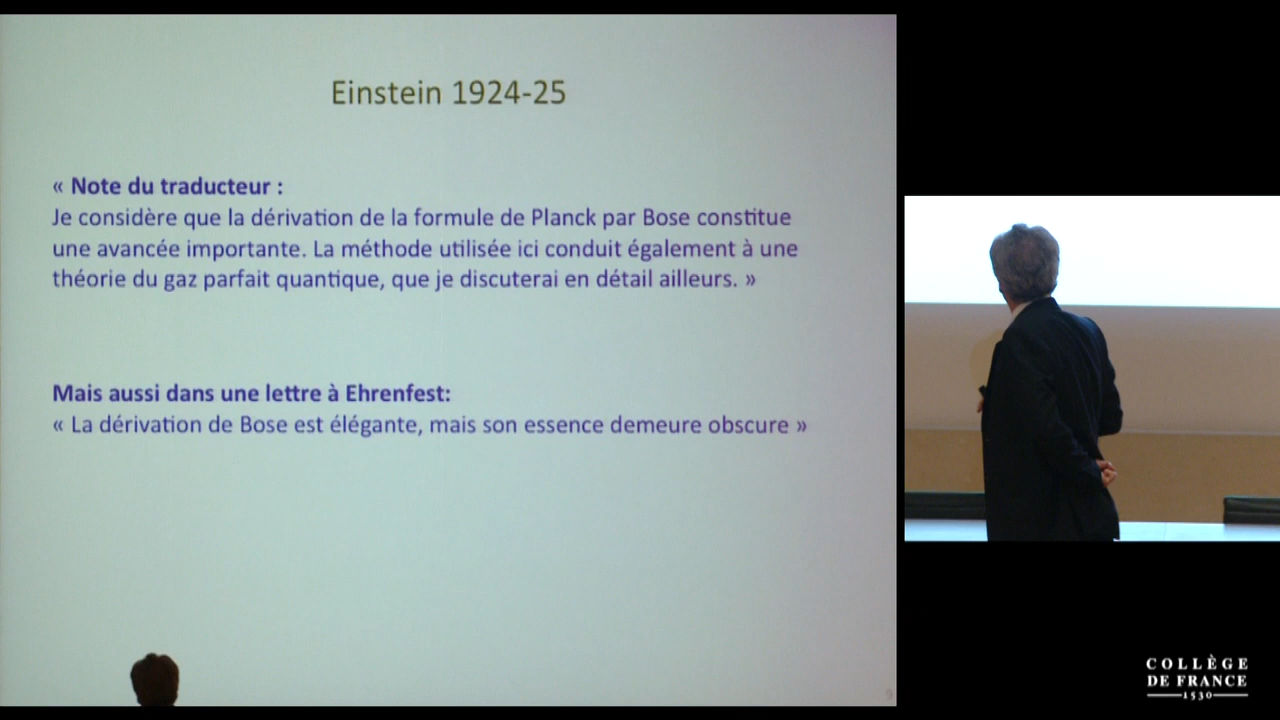 Einstein 1924-25
« Note du traducteur :
Je considère que la dérivation de la formule de Planck par Bose constitue
une avancée importante. La méthode utilisée ici conduit également à une
théorie du gaz parfait quantique, que je discuterai en détail ailleurs. »
Mais aussi dans une lettre à Ehrenfest:
« La dérivation de Bose est élégante, mais son essence demeure obscure »
9
COLLÈGE
DE FRANCE
1530